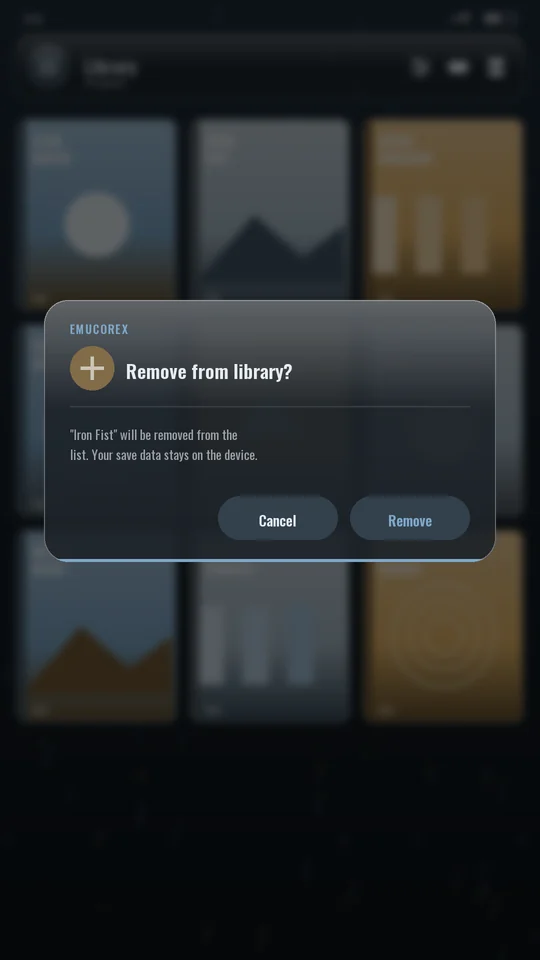 EMUCOREX
Remove from library?
"Iron Fist" will be removed from the
list. Your save data stays on the device.
Cancel
Remove